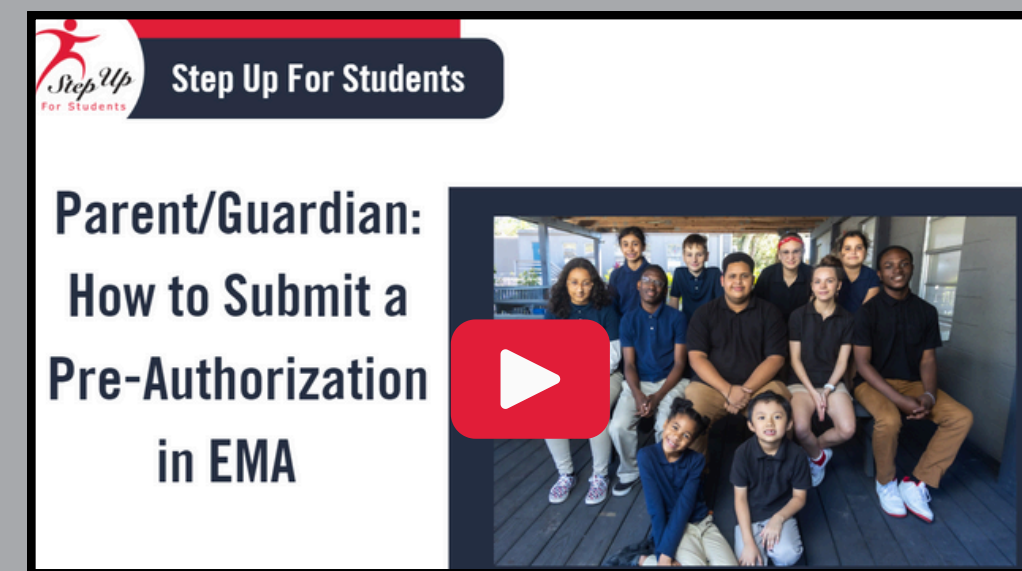 Step Up
For Students
Step Up For Students
Parent/Guardian:
How to Submit a
Pre-Authorization
in EMA